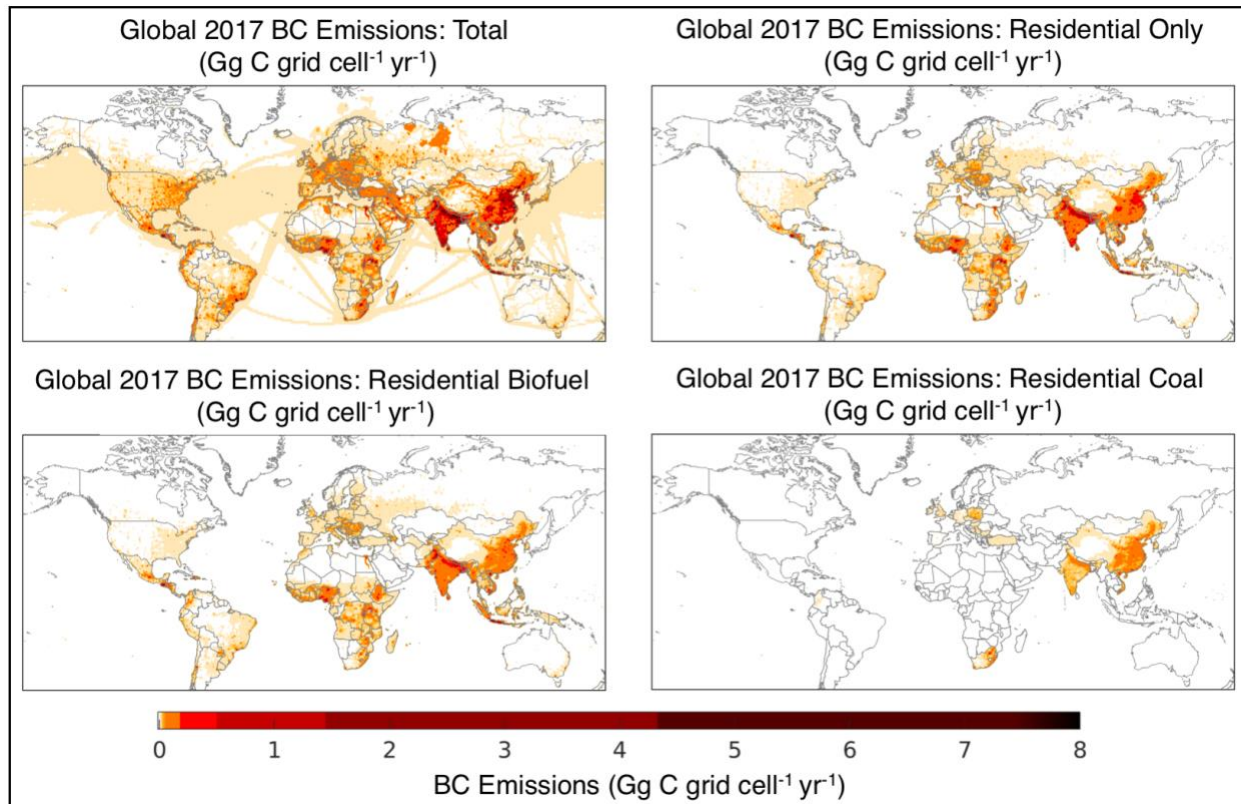 Global 2017 BC Emissions: Total
(Gg C grid cell⁻¹ yr⁻¹)
Global 2017 BC Emissions: Residential Only
(Gg C grid cell⁻¹ yr⁻¹)
Global 2017 BC Emissions: Residential Biofuel
(Gg C grid cell⁻¹ yr⁻¹)
Global 2017 BC Emissions: Residential Coal
(Gg C grid cell⁻¹ yr⁻¹)
0 1 2 3 4 5 6 7 8
BC Emissions (Gg C grid cell⁻¹ yr⁻¹)